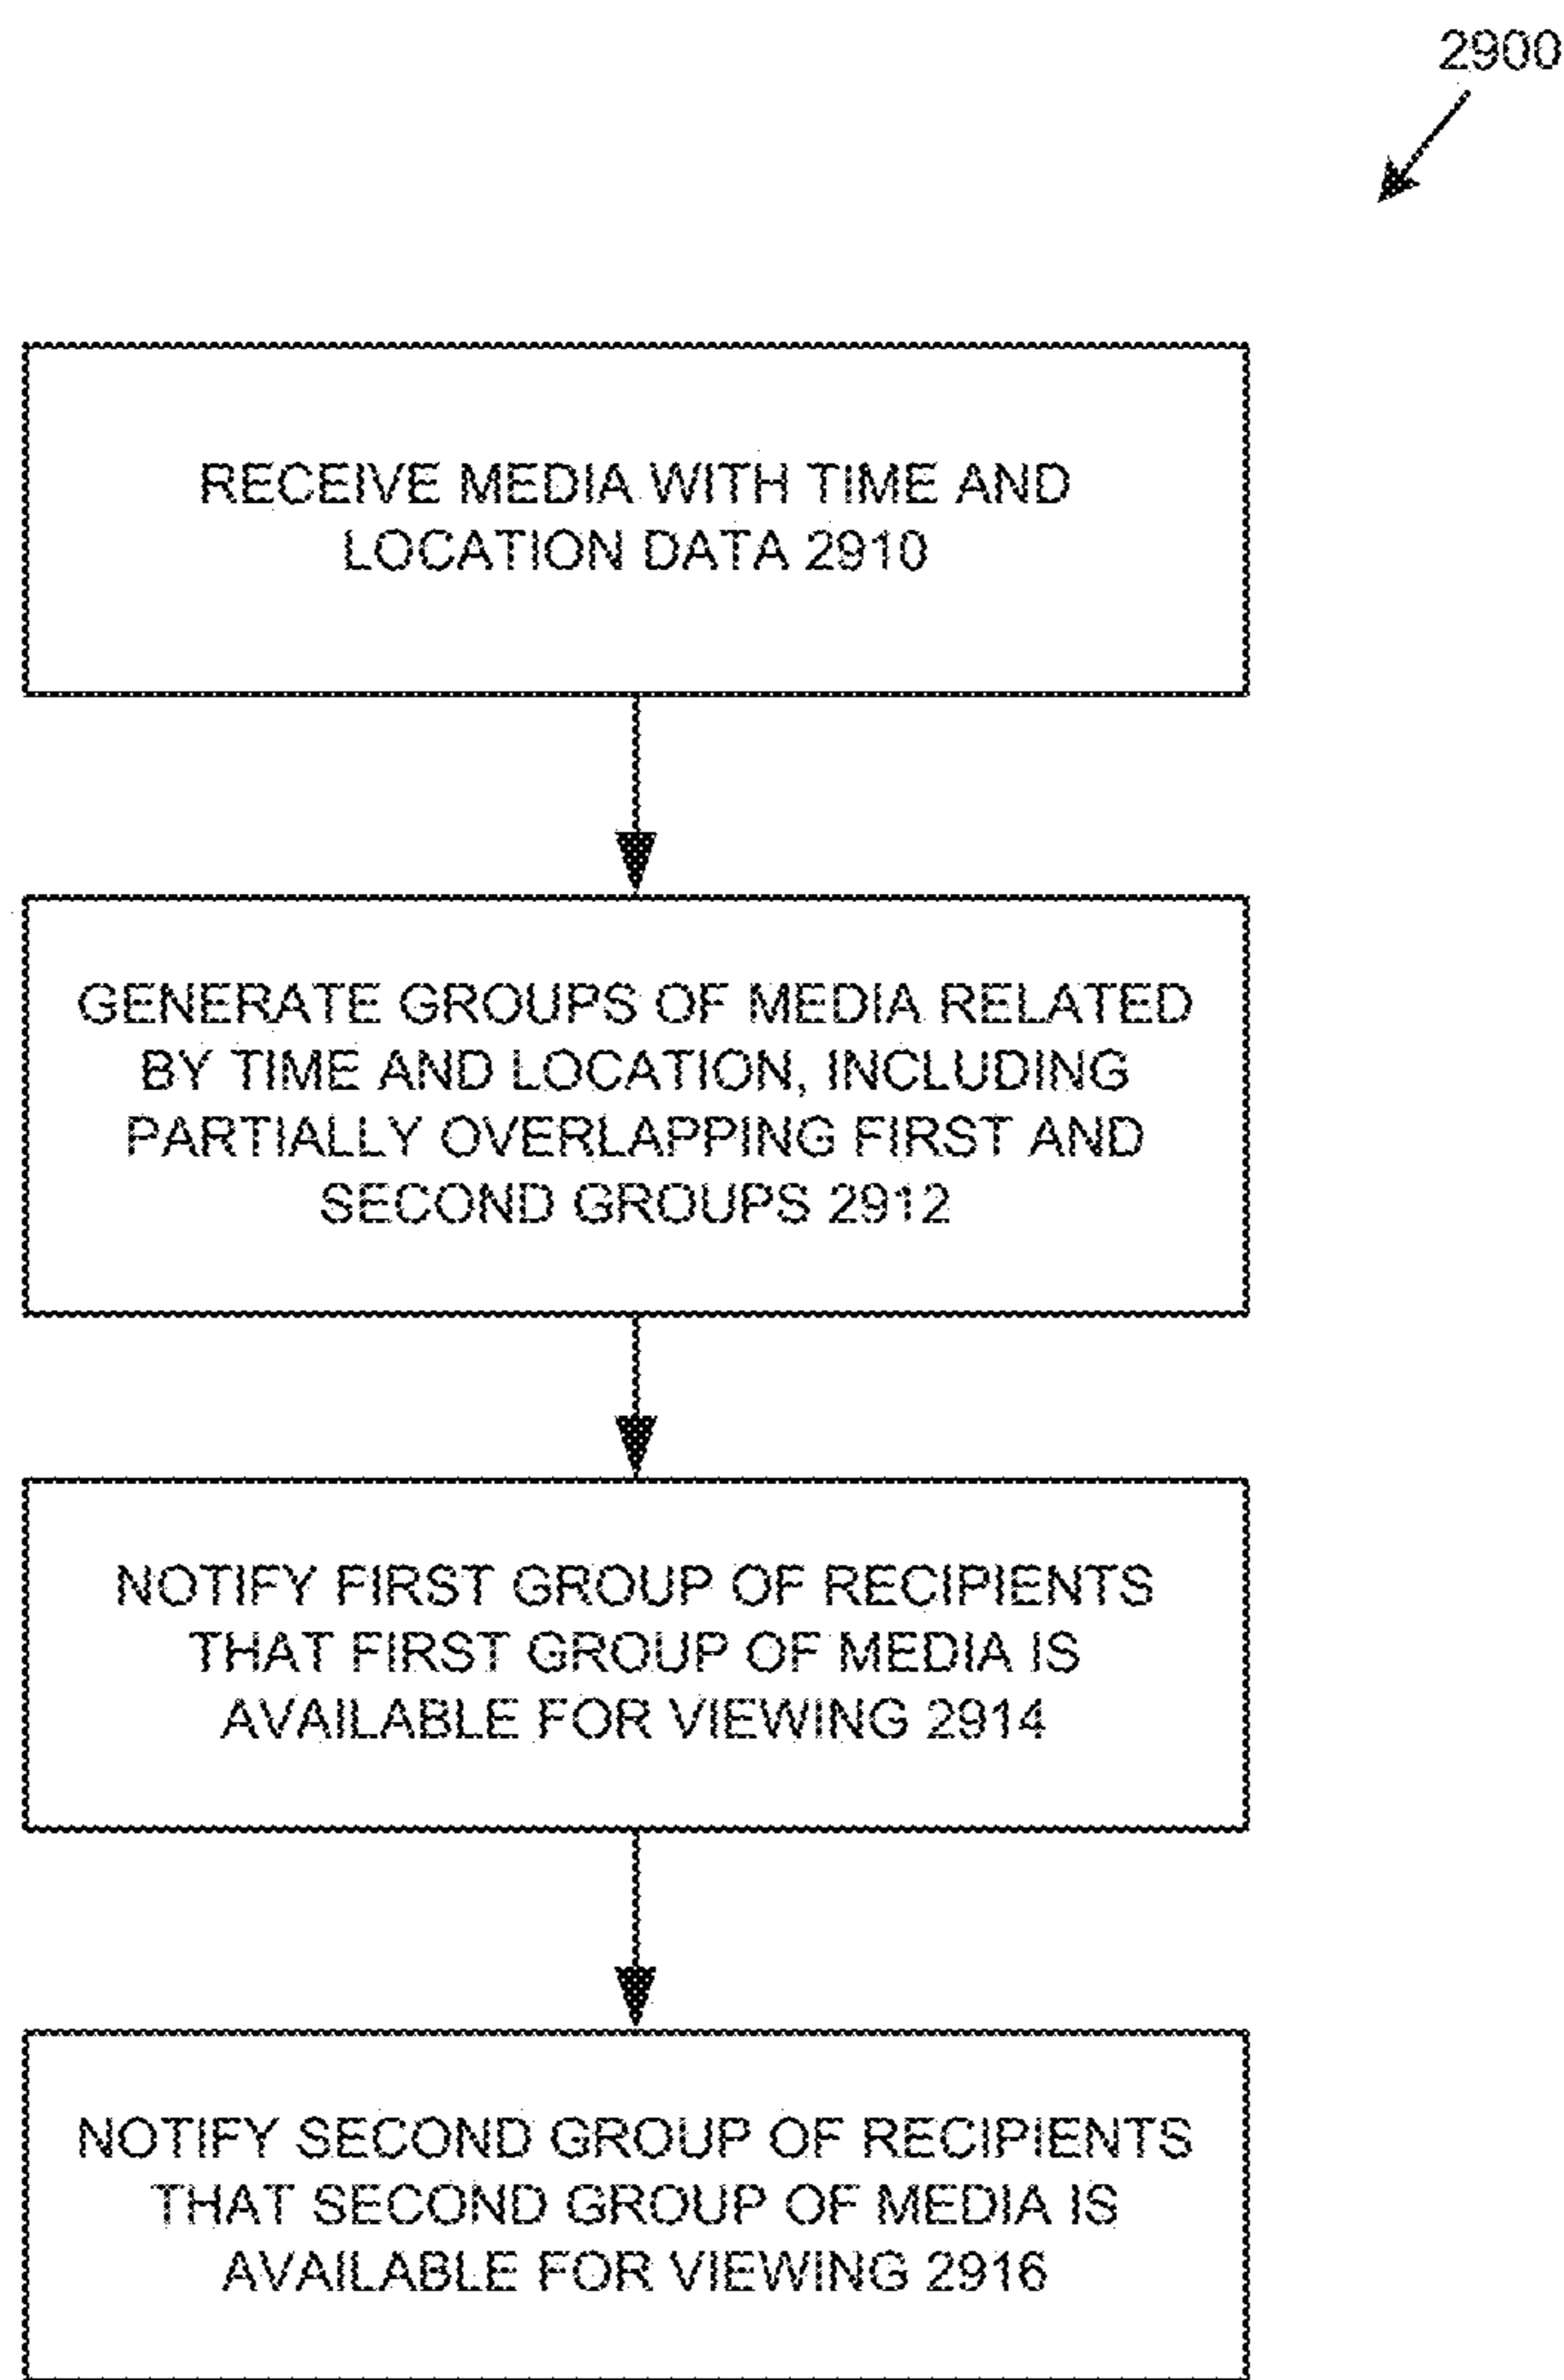 2900
RECEIVE MEDIA WITH TIME AND
LOCATION DATA 2910
GENERATE GROUPS OF MEDIA RELATED
BY TIME AND LOCATION, INCLUDING
PARTIALLY OVERLAPPING FIRST AND
SECOND GROUPS 2912
NOTIFY FIRST GROUP OF RECIPIENTS
THAT FIRST GROUP OF MEDIA IS
AVAILABLE FOR VIEWING 2914
NOTIFY SECOND GROUP OF RECIPIENTS
THAT SECOND GROUP OF MEDIA IS
AVAILABLE FOR VIEWING 2916